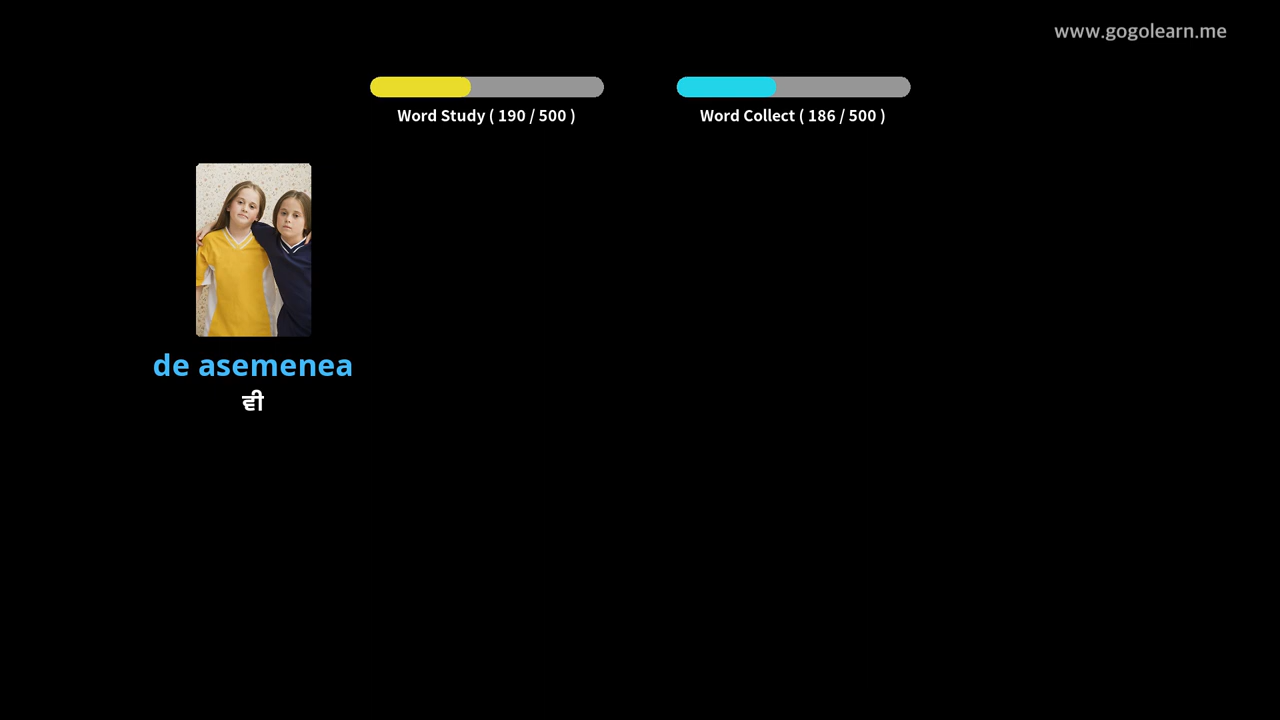 www.gogolearn.me
Word Study ( 190 / 500 )
Word Collect ( 186 / 500 )
de asemenea
ਵੀ